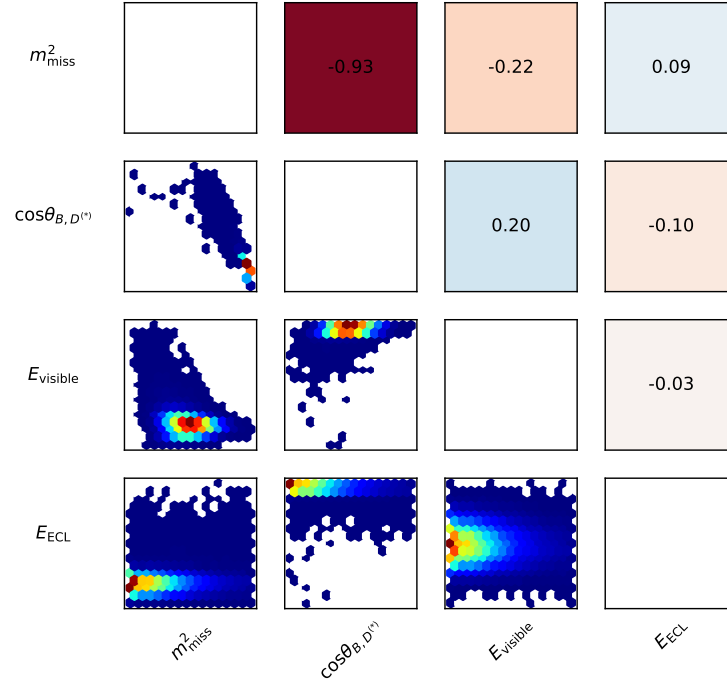 m²miss -0.93 -0.22 0.09
cosθB, D(*) 0.20 -0.10
Evisible -0.03
EECL
m²miss cosθB, D(*) Evisible EECL